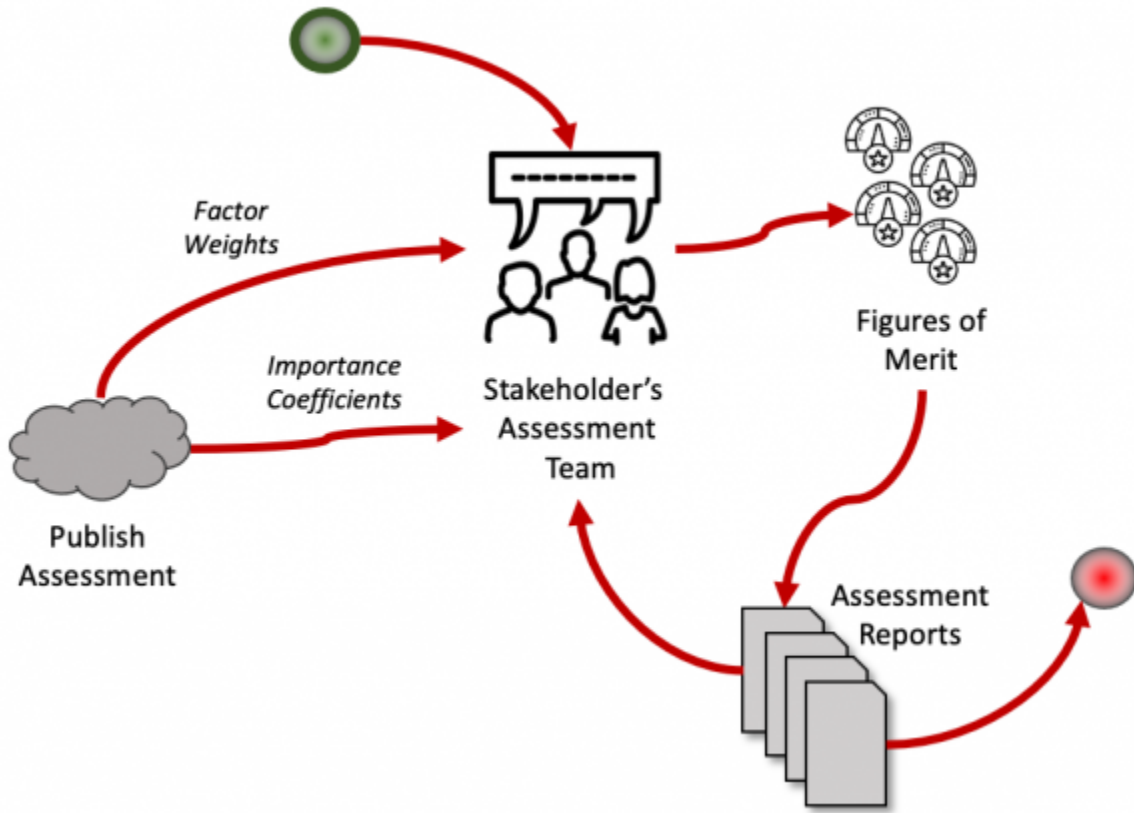 Factor
Weights
Importance
Coefficients
Publish
Assessment
Stakeholder's
Assessment
Team
Figures of
Merit
Assessment
Reports